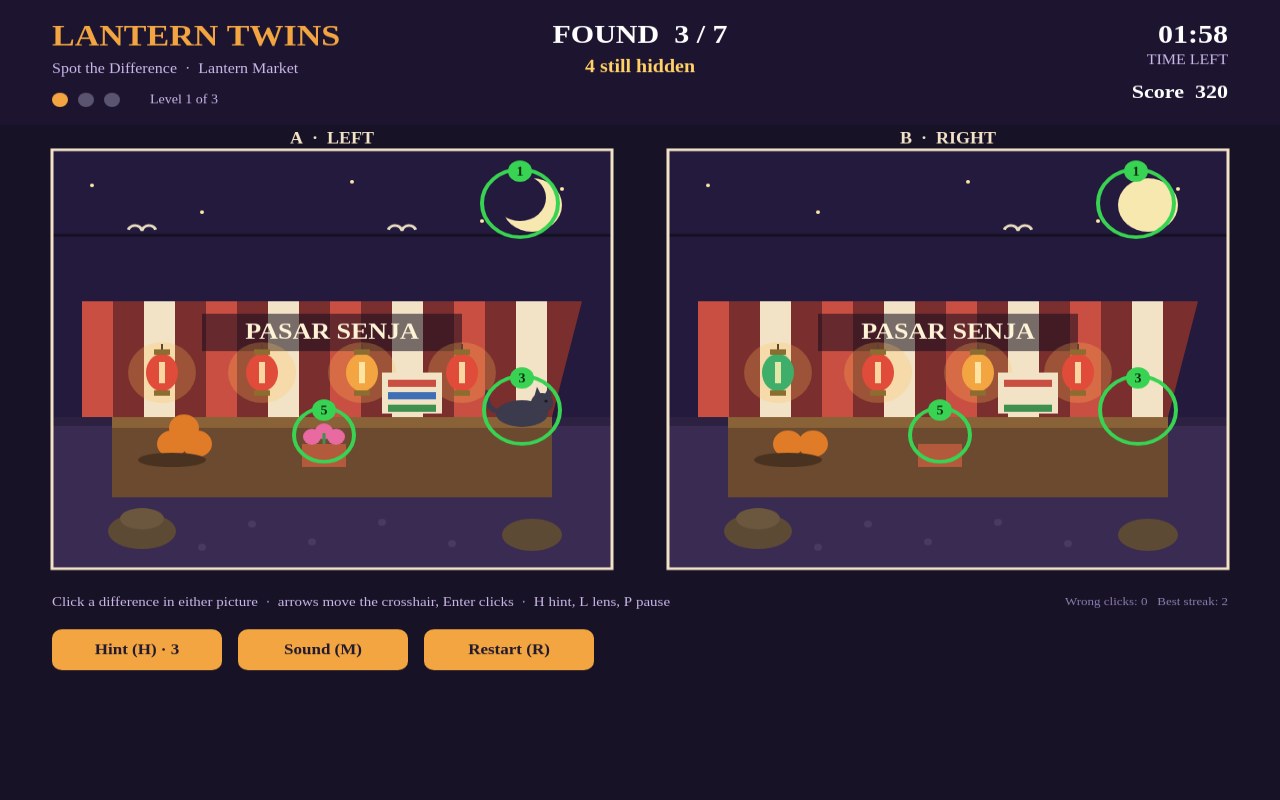 LANTERN TWINS
Spot the Difference · Lantern Market
Level 1 of 3
FOUND 3 / 7
4 still hidden
01:58
TIME LEFT
Score 320
A · LEFT
B · RIGHT
1
PASAR SENJA
3
5
1
PASAR SENJA
3
5
Click a difference in either picture · arrows move the crosshair, Enter clicks · H hint, L lens, P pause
Wrong clicks: 0 Best streak: 2
Hint (H) · 3
Sound (M)
Restart (R)